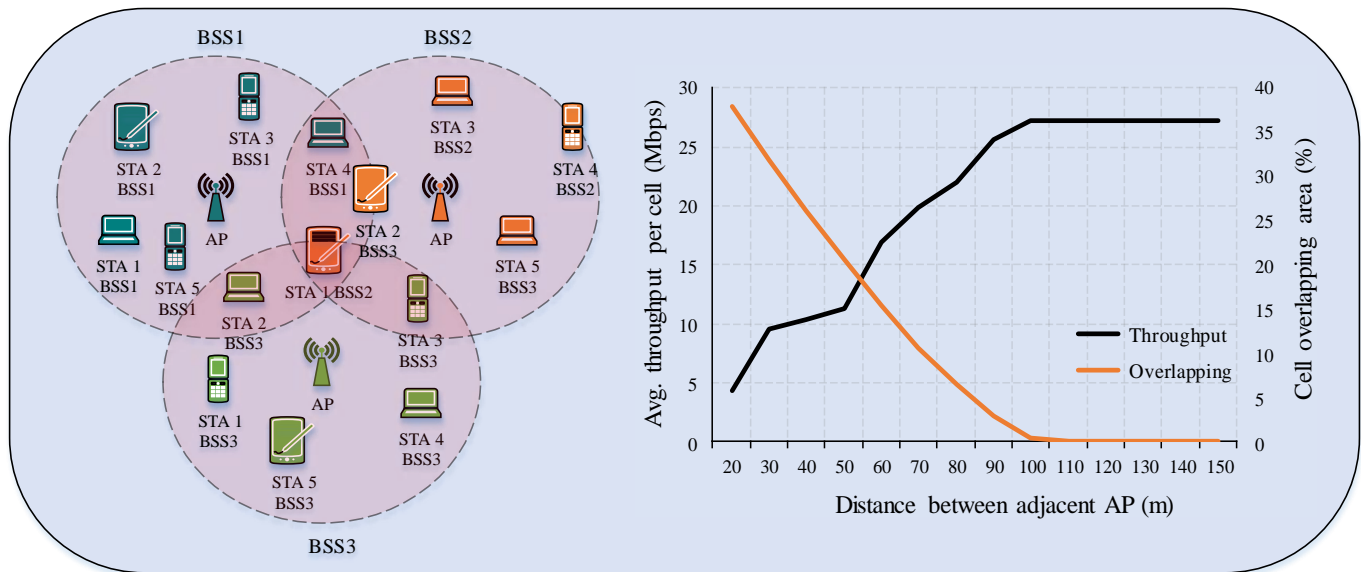 BSS1
BSS2
STA 3
BSS1
STA 2
BSS1
STA 4
BSS1
STA 3
BSS2
STA 4
BSS2
AP
AP
STA 2
BSS3
STA 1
BSS1
STA 5
BSS1
STA 5
BSS3
STA 1 BSS2
STA 2
BSS3
STA 3
BSS3
AP
STA 1
BSS3
STA 4
BSS3
STA 5
BSS3
BSS3
Avg. throughput per cell (Mbps)
30
25
20
15
10
5
0
40
35
30
25
20
15
10
5
0
Cell overlapping area (%)
Throughput
Overlapping
20 30 40 50 60 70 80 90 100 110 120 130 140 150
Distance between adjacent AP (m)